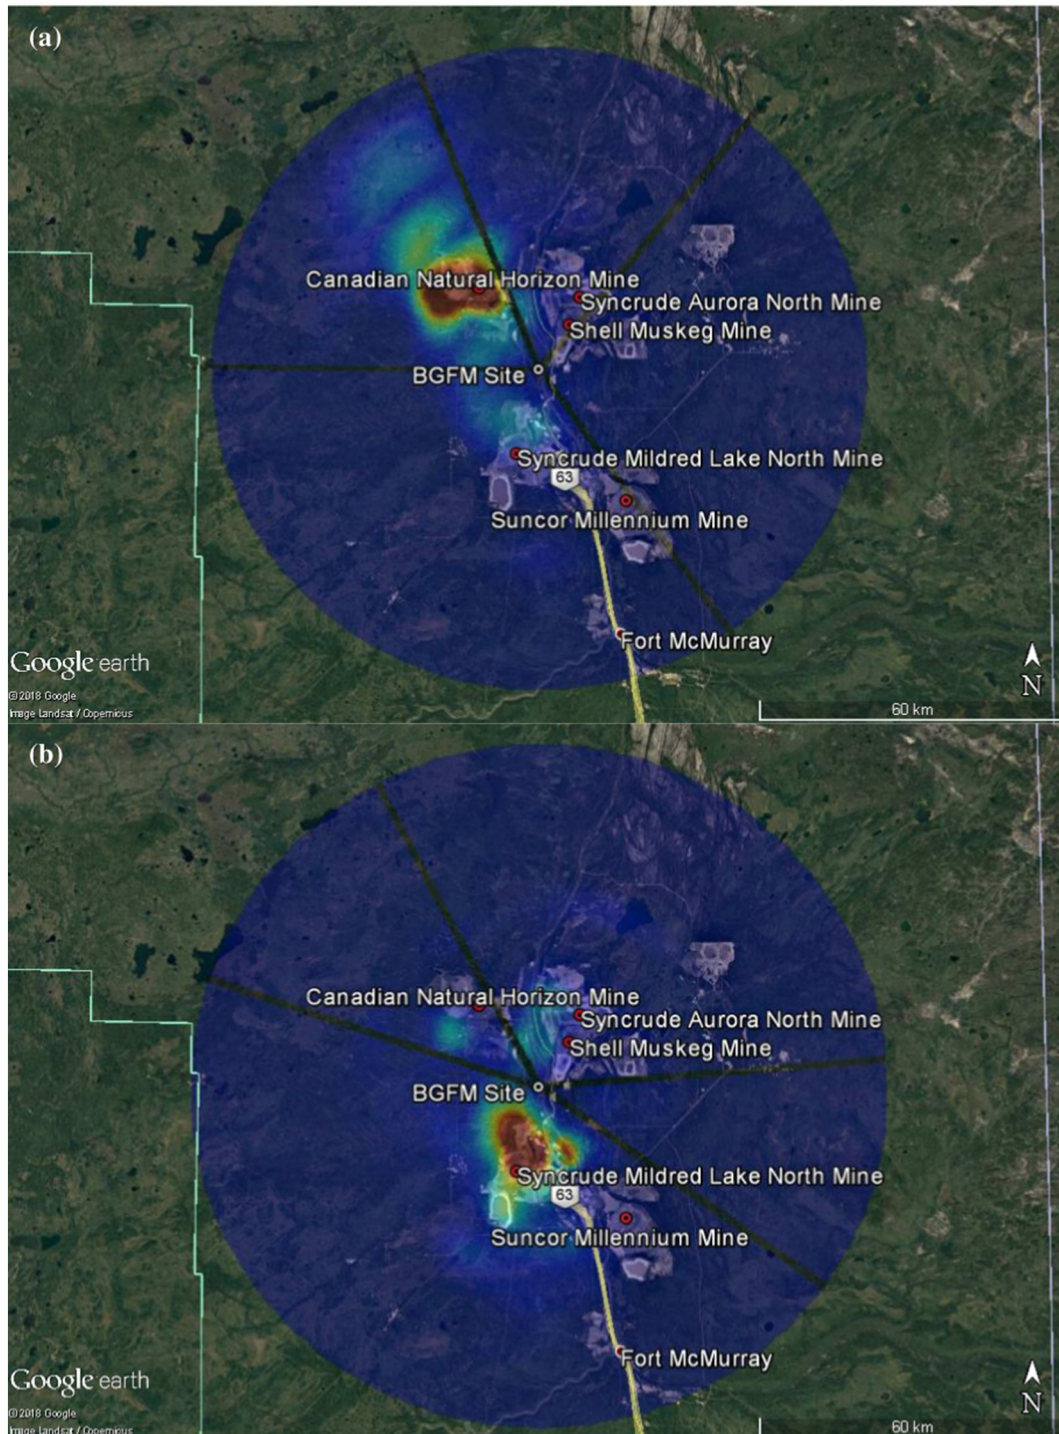 (a)
Canadian Natural Horizon Mine
Syncrude Aurora North Mine
Shell Muskeg Mine
BGFM Site
Syncrude Mildred Lake North Mine
63
Suncor Millennium Mine
Fort McMurray
Google earth
N
©2018 Google
Image Landsat / Copernicus
60 km
(b)
Canadian Natural Horizon Mine
Syncrude Aurora North Mine
Shell Muskeg Mine
BGFM Site
Syncrude Mildred Lake North Mine
63
Suncor Millennium Mine
Fort McMurray
Google earth
N
©2018 Google
Image Landsat / Copernicus
60 km